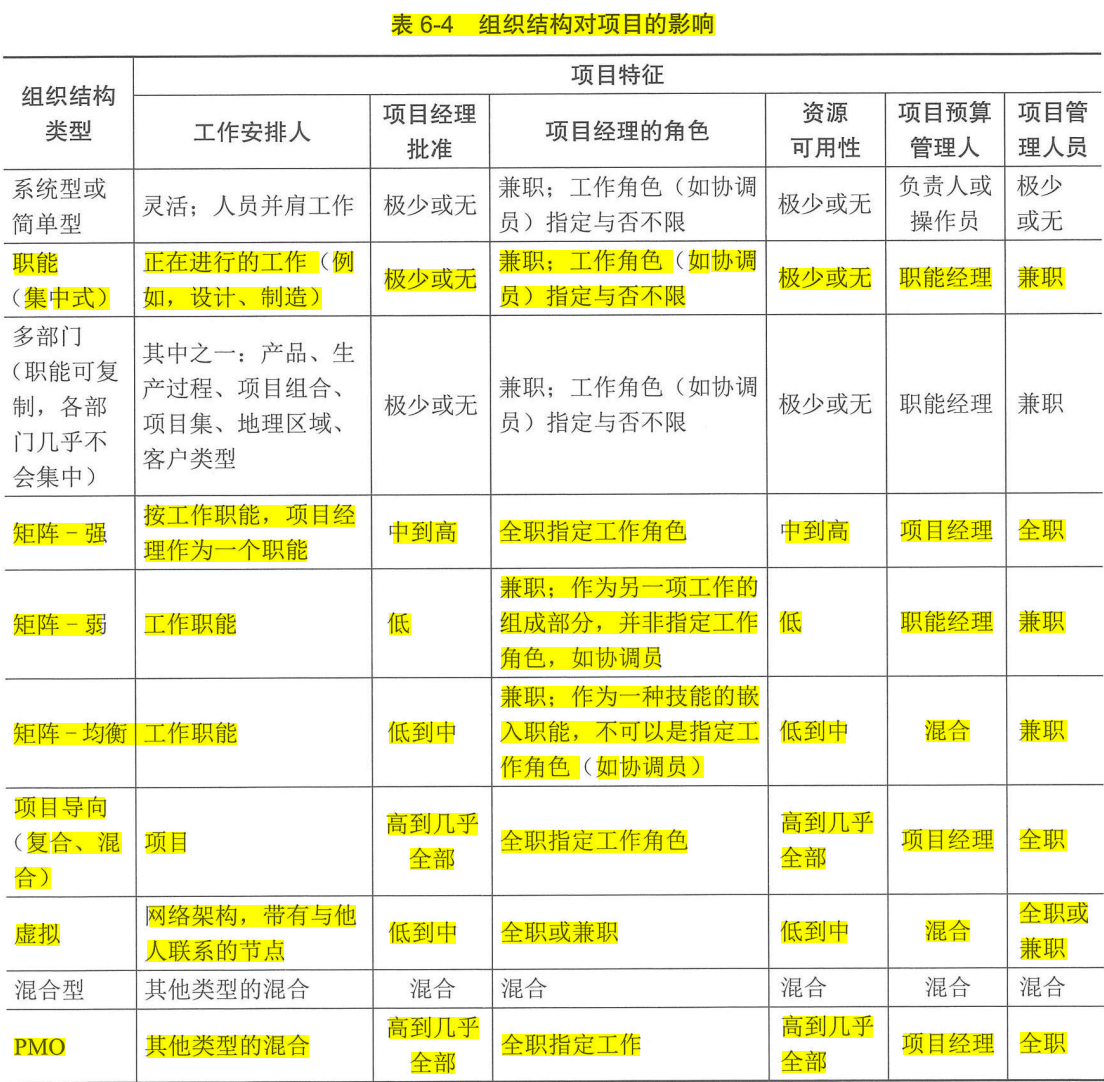 表 6-4 组织结构对项目的影响
组织结构
类型
项目特征
工作安排人
项目经理
批准
项目经理的角色
资源
可用性
项目预算
管理人
项目管
理人员
系统型或
简单型
灵活；人员并肩工作
极少或无
兼职；工作角色（如协调
员）指定与否不限
极少或无
负责人或
操作员
极少
或无
职能
（集中式）
正在进行的工作（例
如，设计、制造）
极少或无
兼职；工作角色（如协调
员）指定与否不限
极少或无
职能经理
兼职
多部门
（职能可复
制，各部
门几乎不
会集中）
其中之一：产品、生
产过程、项目组合、
项目集、地理区域、
客户类型
极少或无
兼职；工作角色（如协调
员）指定与否不限
极少或无
职能经理
兼职
矩阵－强
按工作职能，项目经
理作为一个职能
中到高
全职指定工作角色
中到高
项目经理
全职
矩阵－弱
工作职能
低
兼职；作为另一项工作的
组成部分，并非指定工作
角色，如协调员
低
职能经理
兼职
矩阵－均衡
工作职能
低到中
兼职；作为一种技能的嵌
入职能，不可以是指定工
作角色（如协调员）
低到中
混合
兼职
项目导向
（复合、混
合）
项目
高到几乎
全部
全职指定工作角色
高到几乎
全部
项目经理
全职
虚拟
网络架构，带有与他
人联系的节点
低到中
全职或兼职
低到中
混合
全职或
兼职
混合型
其他类型的混合
混合
混合
混合
混合
混合
PMO
其他类型的混合
高到几乎
全部
全职指定工作
高到几乎
全部
项目经理
全职